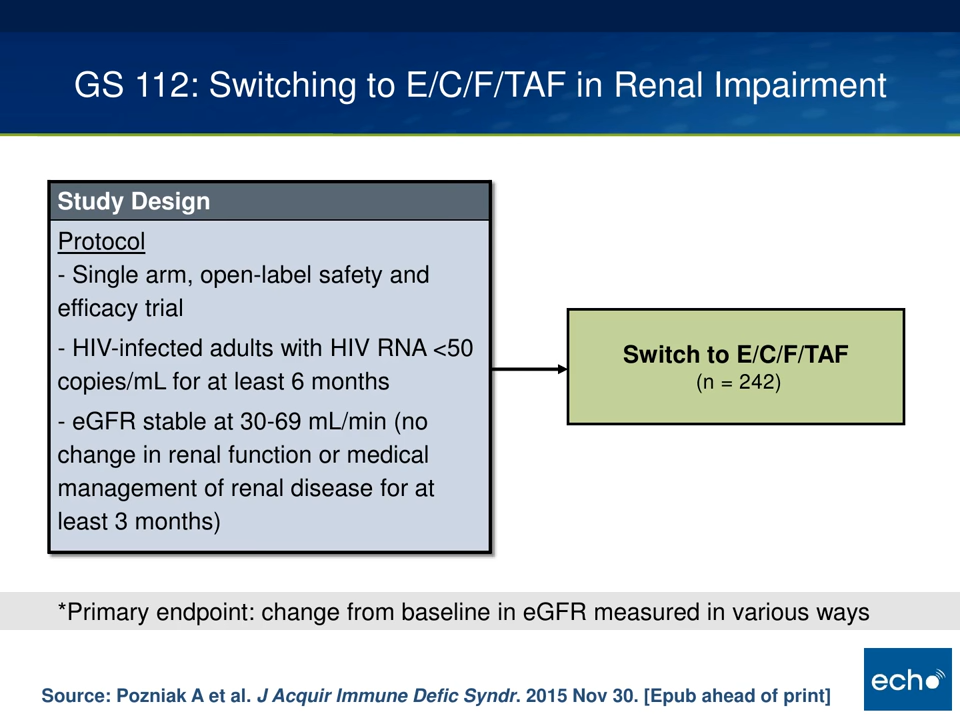 GS 112: Switching to E/C/F/TAF in Renal Impairment
Study Design
Protocol
- Single arm, open-label safety and
efficacy trial
- HIV-infected adults with HIV RNA <50
copies/mL for at least 6 months
- eGFR stable at 30-69 mL/min (no
change in renal function or medical
management of renal disease for at
least 3 months)
Switch to E/C/F/TAF
(n = 242)
*Primary endpoint: change from baseline in eGFR measured in various ways
Source: Pozniak A et al. J Acquir Immune Defic Syndr. 2015 Nov 30. [Epub ahead of print]
echo